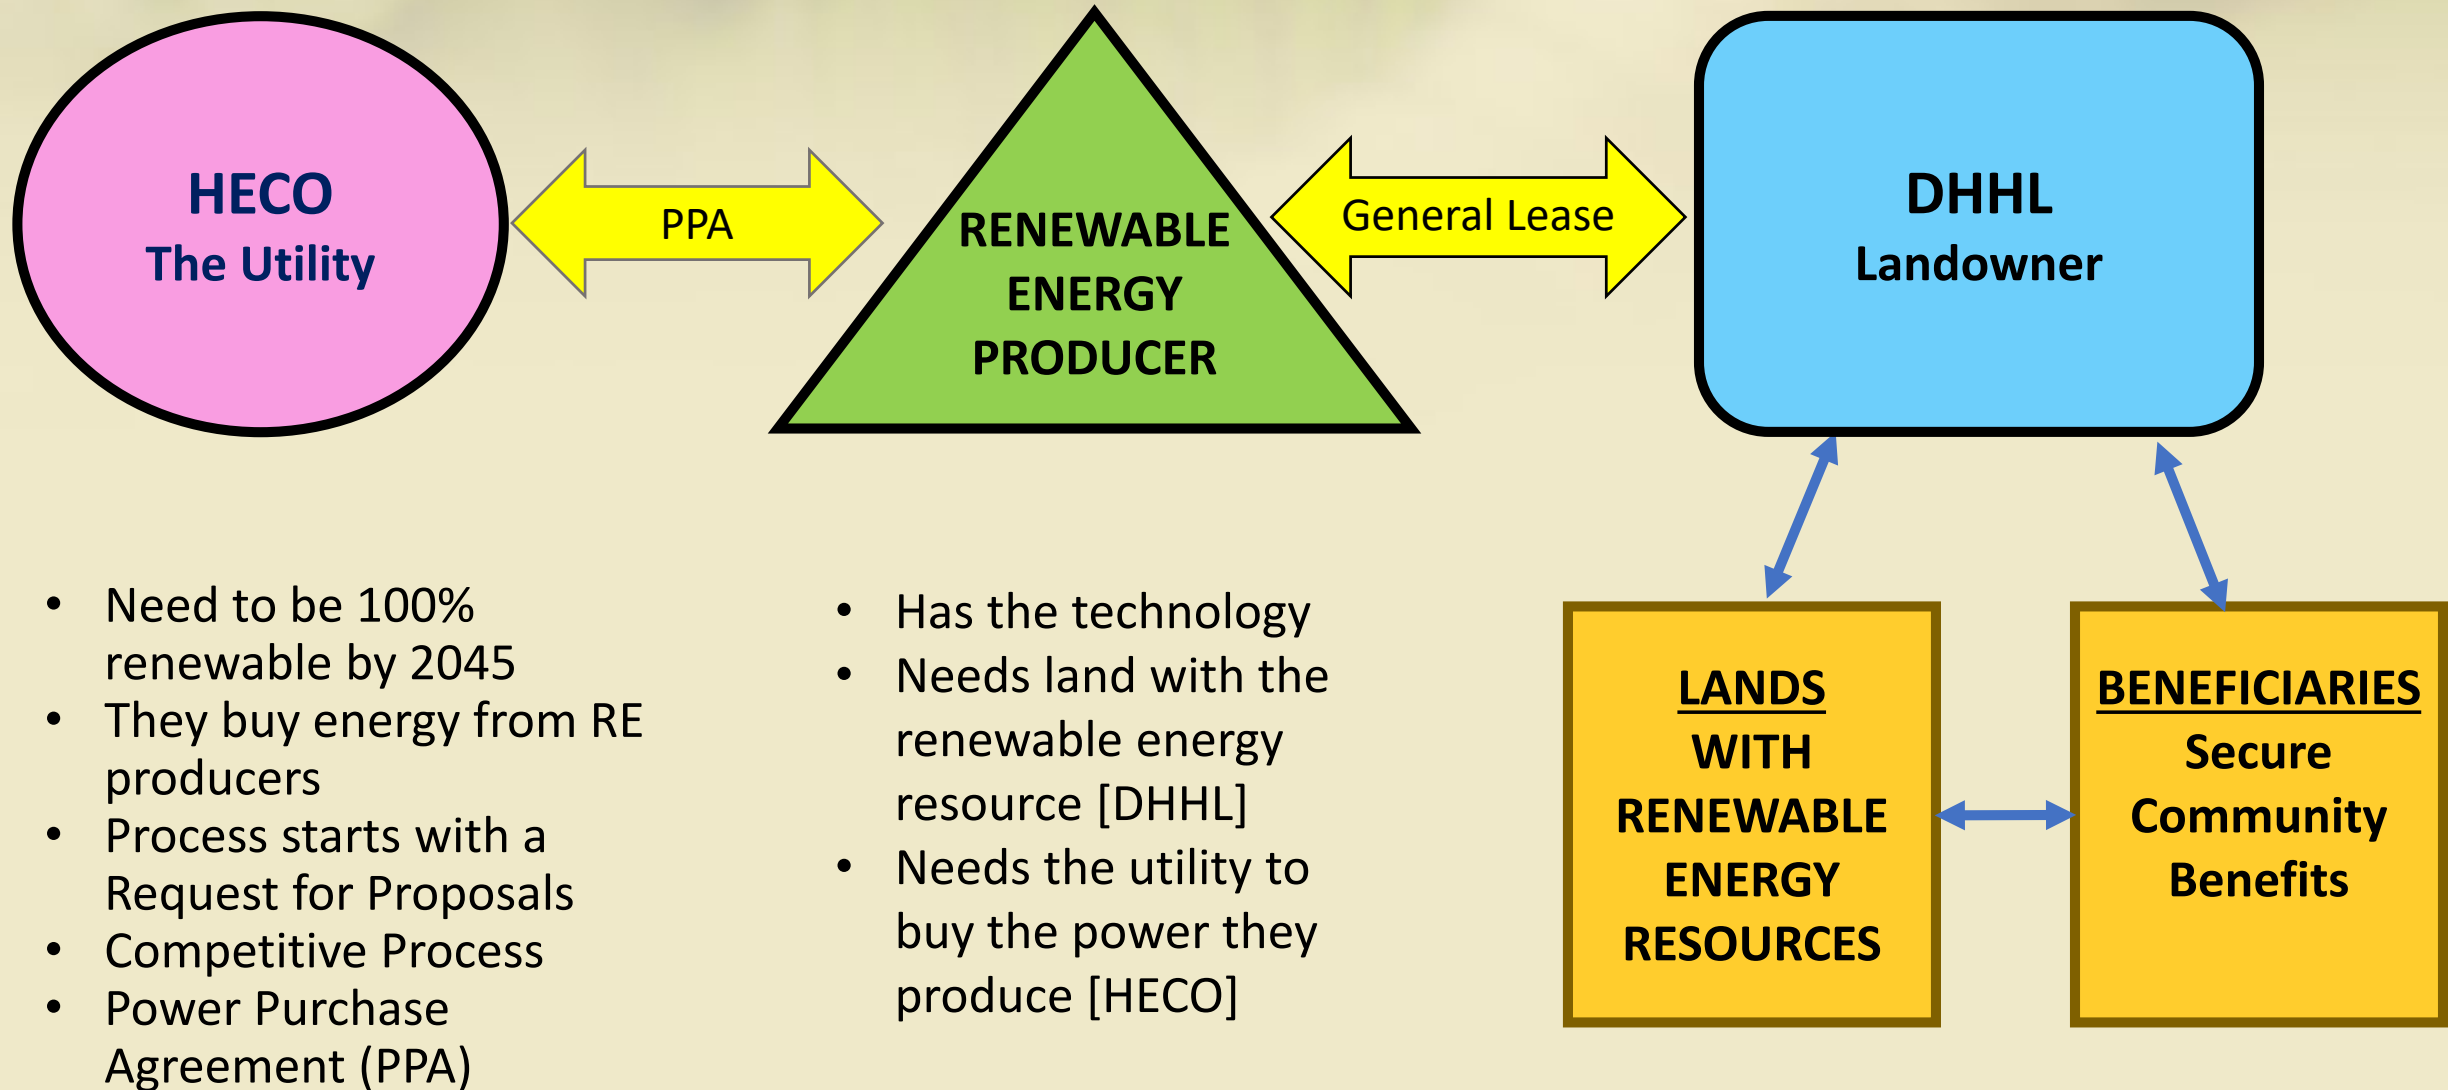 HECO
The Utility
PPA
RENEWABLE
ENERGY
PRODUCER
General Lease
DHHL
Landowner
• Need to be 100%
renewable by 2045
• They buy energy from RE
producers
• Process starts with a
Request for Proposals
• Competitive Process
• Power Purchase
Agreement (PPA)
• Has the technology
• Needs land with the
renewable energy
resource [DHHL]
• Needs the utility to
buy the power they
produce [HECO]
LANDS
WITH
RENEWABLE
ENERGY
RESOURCES
BENEFICIARIES
Secure
Community
Benefits